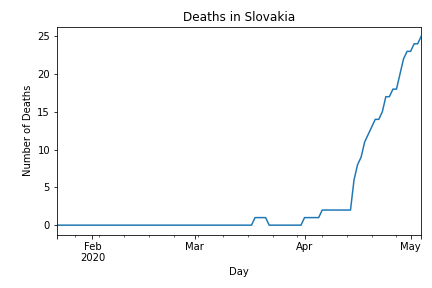 Deaths in Slovakia
Number of Deaths
25
20
15
10
5
0
Feb
2020
Mar
Apr
May
Day